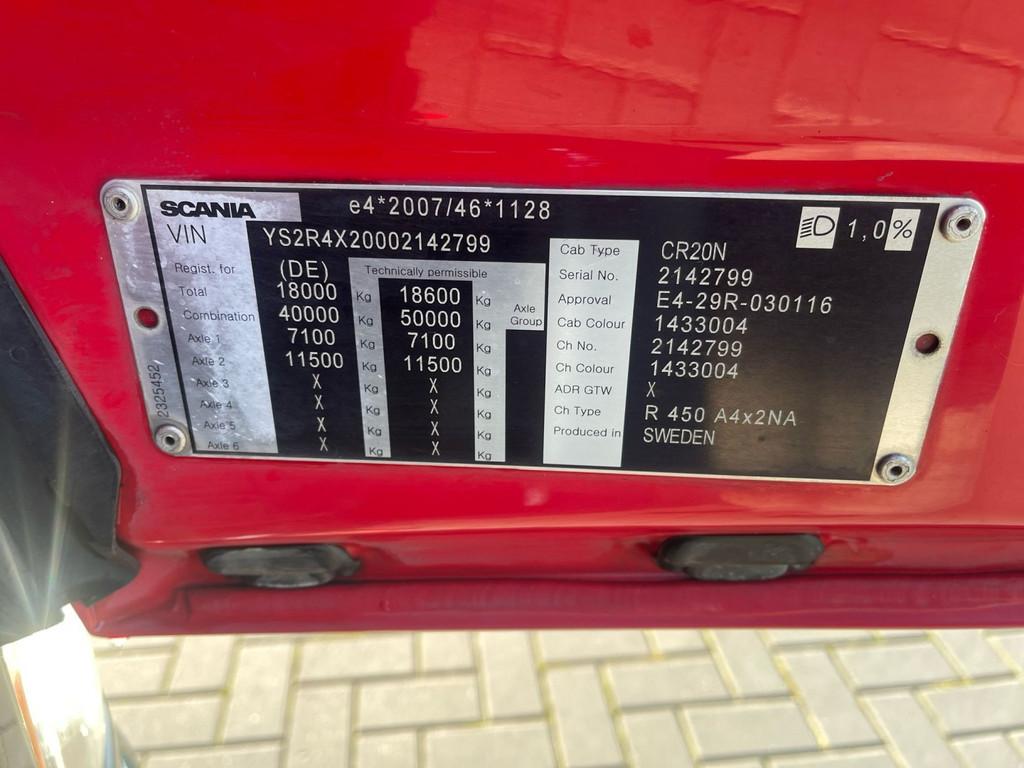 SCANIA e4*2007/46*1128
VIN YS2R4X20002142799
1,0%
Regist. for (DE) Technically permissible
Total 18000 Kg 18600 Kg Axle Group
Combination 40000 Kg 50000 Kg
Axle 1 7100 Kg 7100 Kg
Axle 2 11500 Kg 11500 Kg
Axle 3 X Kg X Kg
Axle 4 X Kg X Kg
Axle 5 X Kg X Kg
Axle 6 X Kg X Kg
2325452
Cab Type CR20N
Serial No. 2142799
Approval E4-29R-030116
Cab Colour 1433004
Ch No. 2142799
Ch Colour 1433004
ADR GTW X
Ch Type R 450 A4x2NA
Produced in SWEDEN